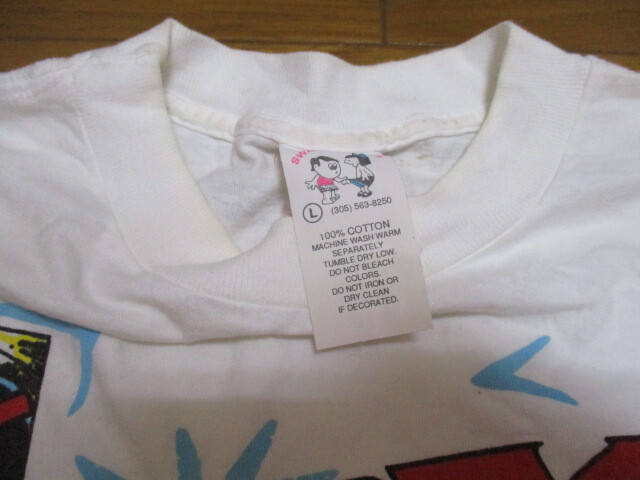 L (305) 563-8250
100% COTTON
MACHINE WASH WARM
SEPARATELY
TUMBLE DRY LOW.
DO NOT BLEACH
COLORS.
DO NOT IRON OR
DRY CLEAN
IF DECORATED.